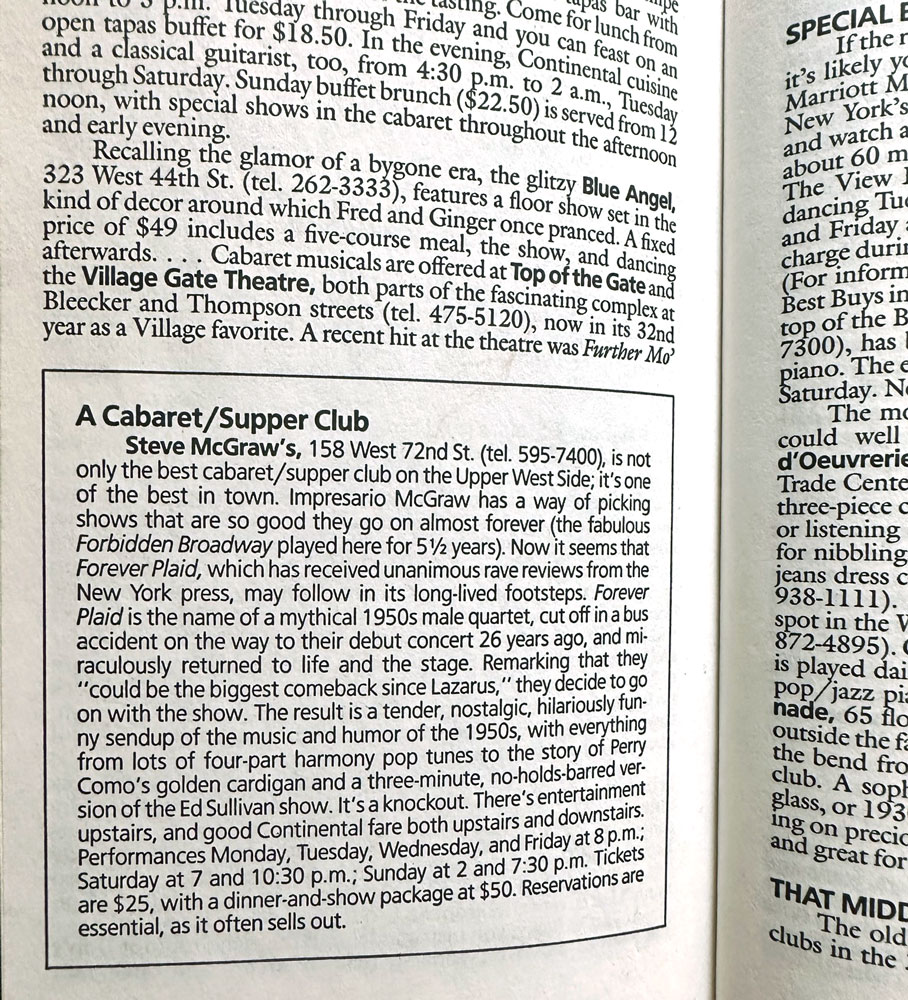 noon to 3 p.m. Tuesday through Friday and you can feast on an
open tapas buffet for $18.50. In the evening, Continental cuisine
and a classical guitarist, too, from 4:30 p.m. to 2 a.m., Tuesday
through Saturday. Sunday buffet brunch ($22.50) is served from 12
noon, with special shows in the cabaret throughout the afternoon
and early evening.
Recalling the glamor of a bygone era, the glitzy Blue Angel,
323 West 44th St. (tel. 262-3333), features a floor show set in the
kind of decor around which Fred and Ginger once pranced. A fixed
price of $49 includes a five-course meal, the show, and dancing
afterwards. . . . Cabaret musicals are offered at Top of the Gate and
the Village Gate Theatre, both parts of the fascinating complex at
Bleecker and Thompson streets (tel. 475-5120), now in its 32nd
year as a Village favorite. A recent hit at the theatre was Further Mo'
A Cabaret/Supper Club
Steve McGraw's, 158 West 72nd St. (tel. 595-7400), is not
only the best cabaret/supper club on the Upper West Side; it's one
of the best in town. Impresario McGraw has a way of picking
shows that are so good they go on almost forever (the fabulous
Forbidden Broadway played here for 5½ years). Now it seems that
Forever Plaid, which has received unanimous rave reviews from the
New York press, may follow in its long-lived footsteps. Forever
Plaid is the name of a mythical 1950s male quartet, cut off in a bus
accident on the way to their debut concert 26 years ago, and mi-
raculously returned to life and the stage. Remarking that they
"could be the biggest comeback since Lazarus," they decide to go
on with the show. The result is a tender, nostalgic, hilariously fun-
ny sendup of the music and humor of the 1950s, with everything
from lots of four-part harmony pop tunes to the story of Perry
Como's golden cardigan and a three-minute, no-holds-barred ver-
sion of the Ed Sullivan show. It's a knockout. There's entertainment
upstairs, and good Continental fare both upstairs and downstairs.
Performances Monday, Tuesday, Wednesday, and Friday at 8 p.m.;
Saturday at 7 and 10:30 p.m.; Sunday at 2 and 7:30 p.m. Tickets
are $25, with a dinner-and-show package at $50. Reservations are
essential, as it often sells out.
SPECIAL
If the
it's likely
Marriott
New York's
and watch a
about 60
The View
dancing
and Friday
charge
(For
Best Buys in
top of the
7300), has
piano. The
Saturday.
The
could well
d'Oeuvrerie
Trade
three-piece
or listening
for nibbling
jeans dress
938-1111).
spot in the
872-4895).
is played
pop/jazz
nade, 65
outside the
the bend
club. A
glass, or
ing on
and great for
THAT
The old
clubs in the